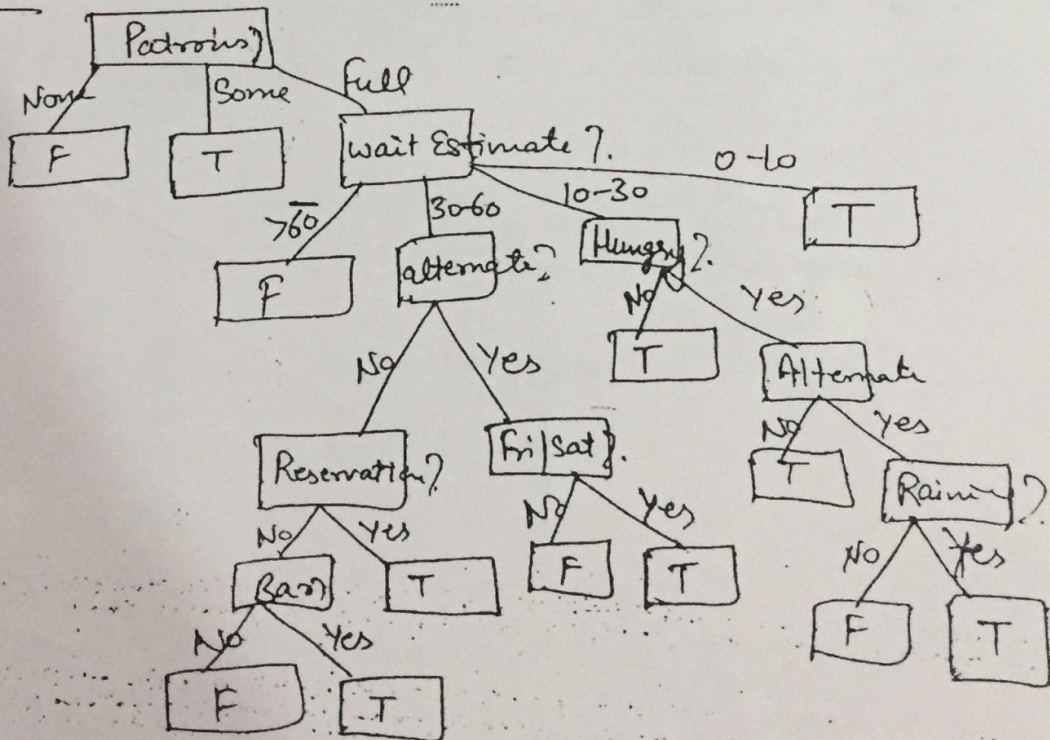 Patrons?
None
Some
Full
F
T
wait Estimate ?.
>60
30-60
10-30
0-10
F
alternate?
Hungry?.
T
No
Yes
T
Alternate
No
Yes
No
Yes
Reservation?
Fri|Sat?.
T
Rainin?
No
Yes
No
Yes
No
Yes
Bar?
T
F
T
F
T
No
Yes
F
T